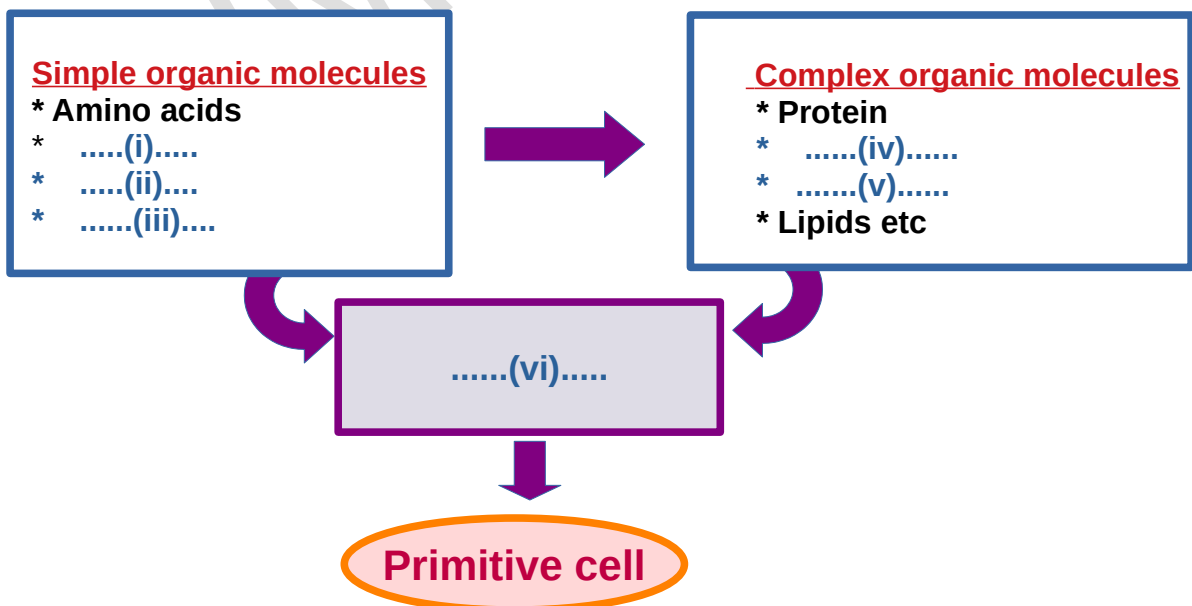 Simple organic molecules
* Amino acids
* .....(i).....
* .....(ii)....
* ......(iii)....
Complex organic molecules
* Protein
* ......(iv)......
* .......(v)......
* Lipids etc
......(vi).....
Primitive cell